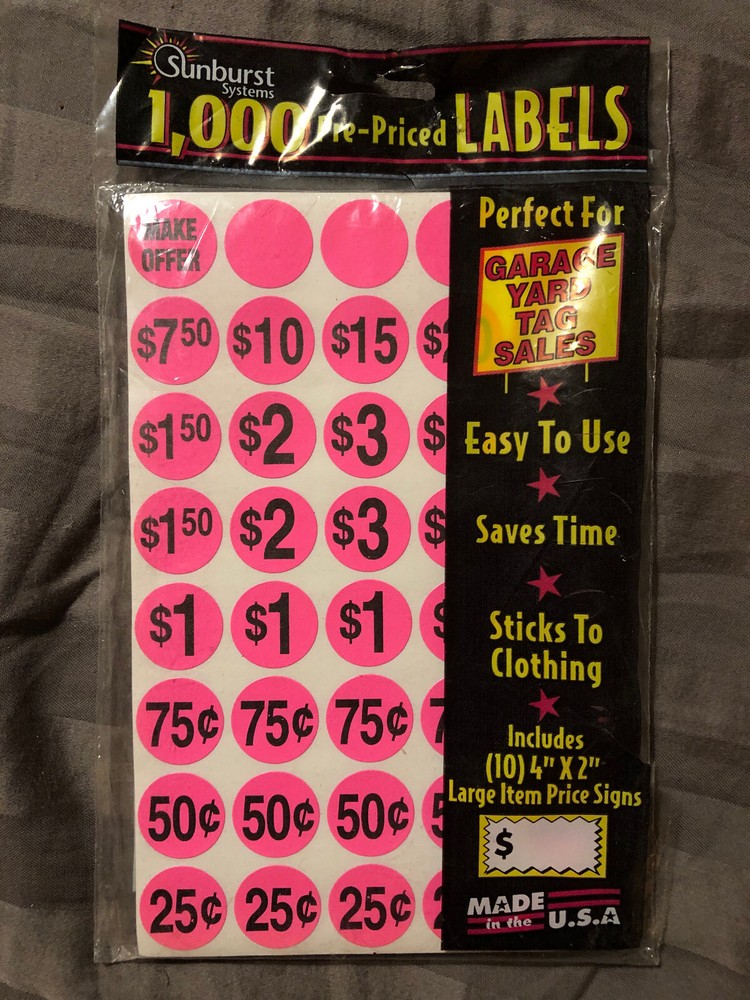 Sunburst
Systems
1,000 Pre-Priced LABELS
MAKE
OFFER
$7.50 $10 $15
$1.50 $2 $3 $
$1.50 $2 $3 $
$1 $1 $1
75¢ 75¢ 75¢
50¢ 50¢ 50¢
25¢ 25¢ 25¢
Perfect For
GARAGE
YARD
TAG
SALES
Easy To Use
Saves Time
Sticks To
Clothing
Includes
(10) 4" X 2"
Large Item Price Signs
$
MADE
in the U.S.A